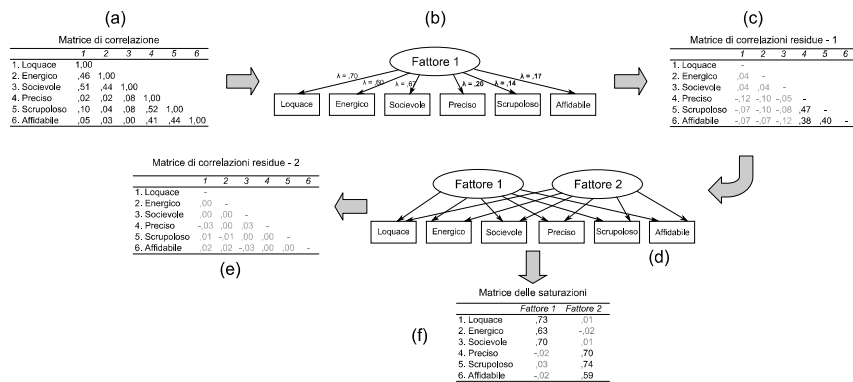 (a)
Matrice di correlazione
1 2 3 4 5 6
1. Loquace 1,00
2. Energico ,46 1,00
3. Socievole ,51 ,44 1,00
4. Preciso ,02 ,02 ,08 1,00
5. Scrupoloso ,10 ,04 ,08 ,52 1,00
6. Affidabile ,05 ,03 ,00 ,41 ,44 1,00
(b)
Fattore 1
λ = ,70 λ = ,60 λ = ,67 λ = ,20 λ = ,14 λ = ,17
Loquace Energico Socievole Preciso Scrupoloso Affidabile
(c)
Matrice di correlazioni residue - 1
1 2 3 4 5 6
1. Loquace -
2. Energico ,04 -
3. Socievole ,04 ,04 -
4. Preciso -,12 -,10 -,05 -
5. Scrupoloso -,07 -,10 -,08 ,47 -
6. Affidabile -,07 -,07 -,12 ,38 ,40 -
Fattore 1 Fattore 2
Loquace Energico Socievole Preciso Scrupoloso Affidabile
(d)
Matrice di correlazioni residue - 2
1 2 3 4 5 6
1. Loquace -
2. Energico ,00 -
3. Socievole ,00 ,00 -
4. Preciso -,03 ,00 ,03 -
5. Scrupoloso ,01 -,01 ,00 ,00 -
6. Affidabile ,02 ,02 -,03 ,00 ,00 -
(e)
Matrice delle saturazioni
Fattore 1 Fattore 2
1. Loquace ,73 ,01
2. Energico ,63 -,02
3. Socievole ,70 ,01
4. Preciso -,02 ,70
5. Scrupoloso ,03 ,74
6. Affidabile -,02 ,59
(f)